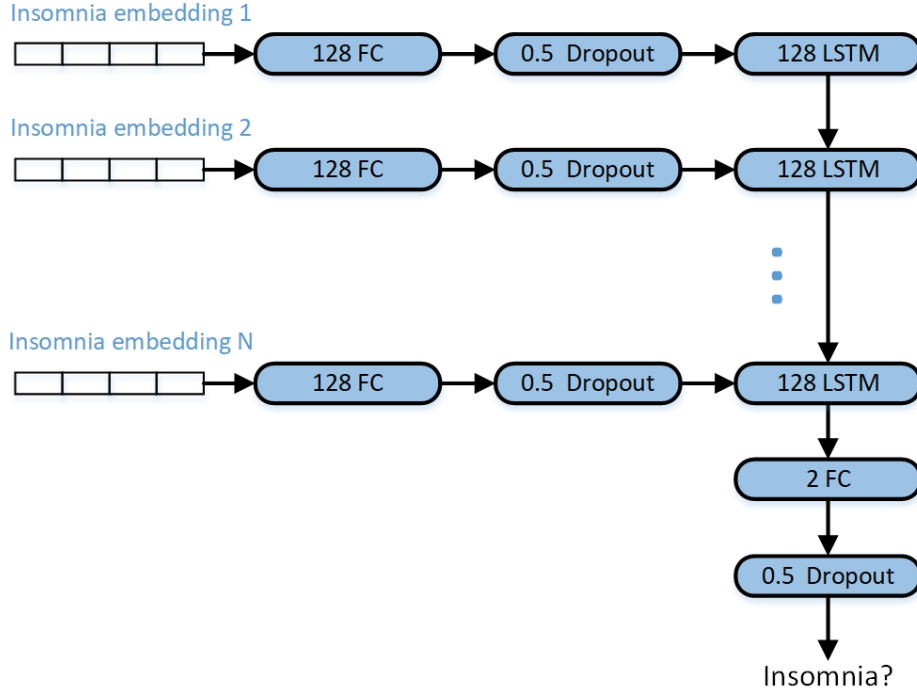 Insomnia embedding 1
128 FC
0.5 Dropout
128 LSTM
Insomnia embedding 2
128 FC
0.5 Dropout
128 LSTM
Insomnia embedding N
128 FC
0.5 Dropout
128 LSTM
2 FC
0.5 Dropout
Insomnia?